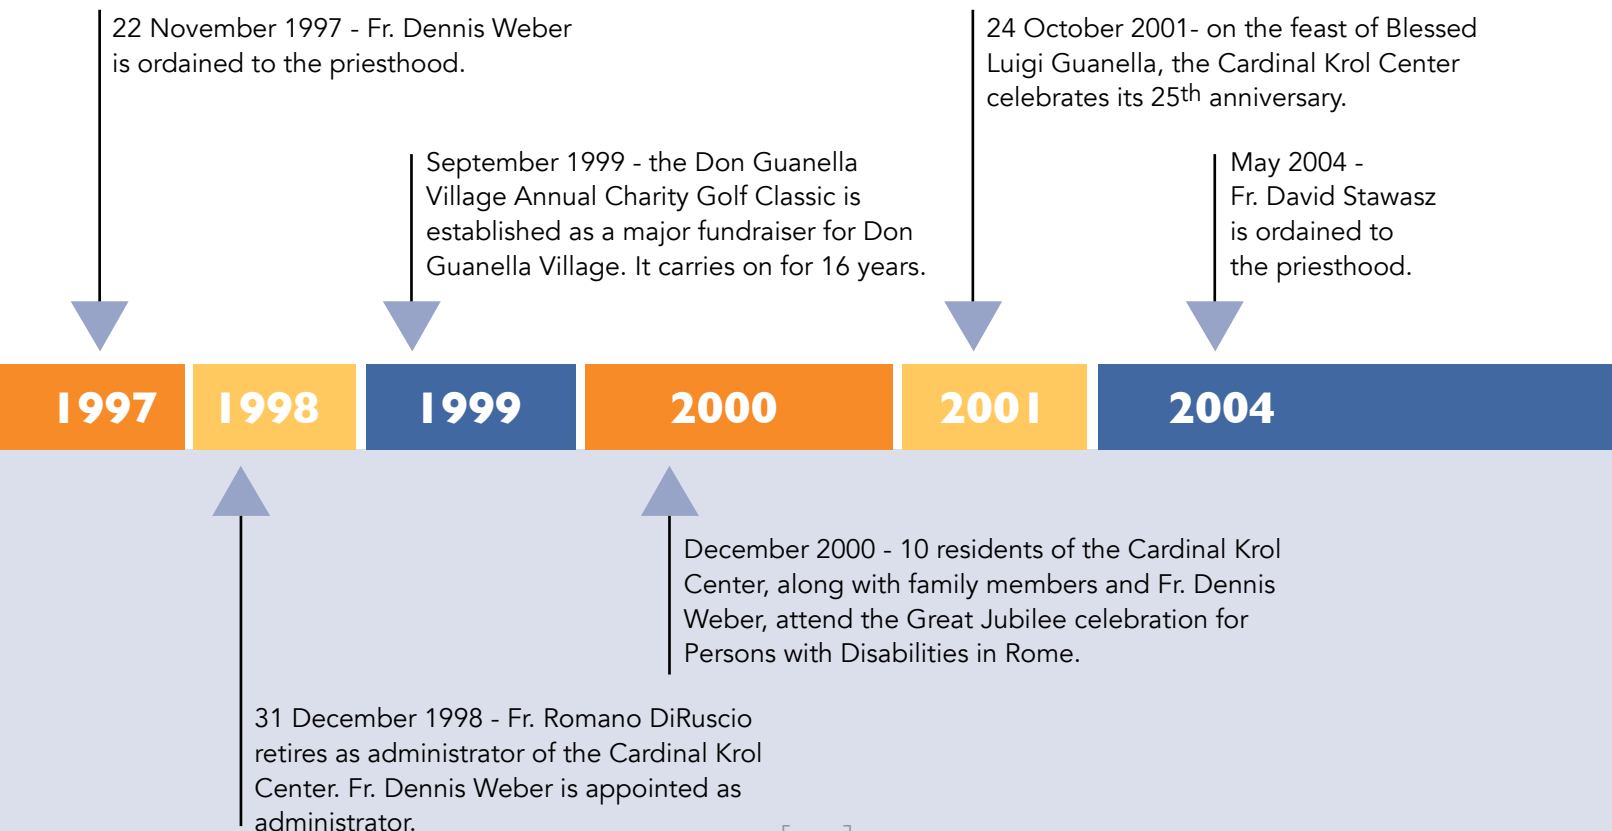 22 November 1997 - Fr. Dennis Weber
is ordained to the priesthood.
24 October 2001- on the feast of Blessed
Luigi Guanella, the Cardinal Krol Center
celebrates its 25th anniversary.
September 1999 - the Don Guanella
Village Annual Charity Golf Classic is
established as a major fundraiser for Don
Guanella Village. It carries on for 16 years.
May 2004 -
Fr. David Stawasz
is ordained to
the priesthood.
1997
1998
1999
2000
2001
2004
December 2000 - 10 residents of the Cardinal Krol
Center, along with family members and Fr. Dennis
Weber, attend the Great Jubilee celebration for
Persons with Disabilities in Rome.
31 December 1998 - Fr. Romano DiRuscio
retires as administrator of the Cardinal Krol
Center. Fr. Dennis Weber is appointed as
administrator.